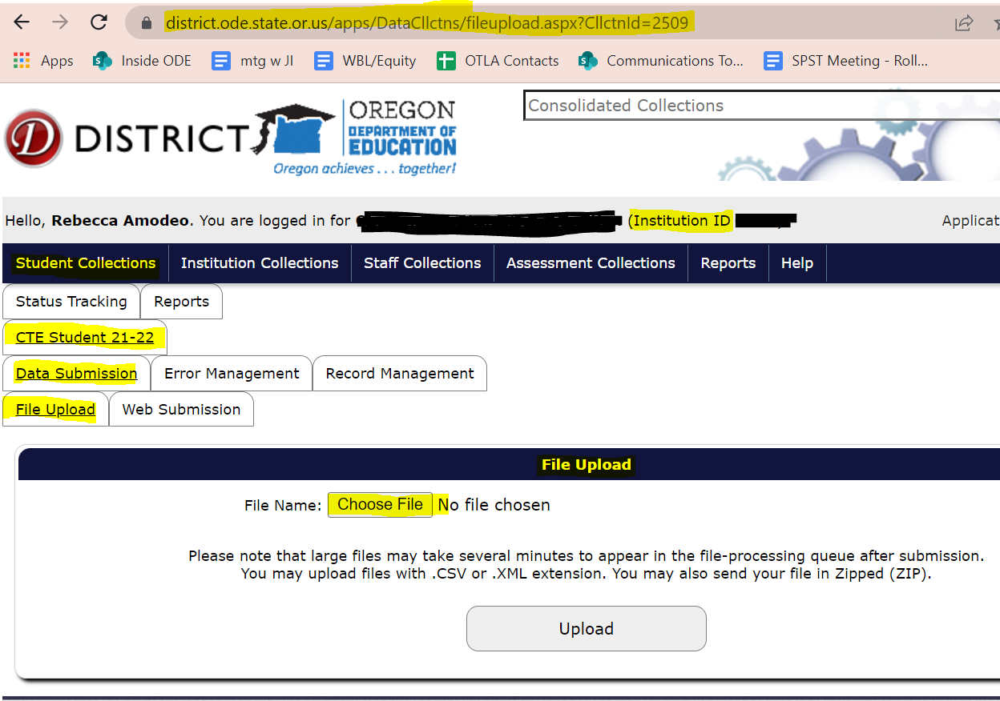 district.ode.state.or.us/apps/DataCllctns/fileupload.aspx?CllctnId=2509
Apps Inside ODE mtg w JI WBL/Equity OTLA Contacts Communications To... SPST Meeting - Roll...
D DISTRICT OREGON
DEPARTMENT OF
EDUCATION
Oregon achieves . . . together!
Consolidated Collections
Hello, Rebecca Amodeo. You are logged in for (Institution ID
Applicat
Student Collections Institution Collections Staff Collections Assessment Collections Reports Help
Status Tracking Reports
CTE Student 21-22
Data Submission Error Management Record Management
File Upload Web Submission
File Upload
File Name: Choose File No file chosen
Please note that large files may take several minutes to appear in the file-processing queue after submission.
You may upload files with .CSV or .XML extension. You may also send your file in Zipped (ZIP).
Upload